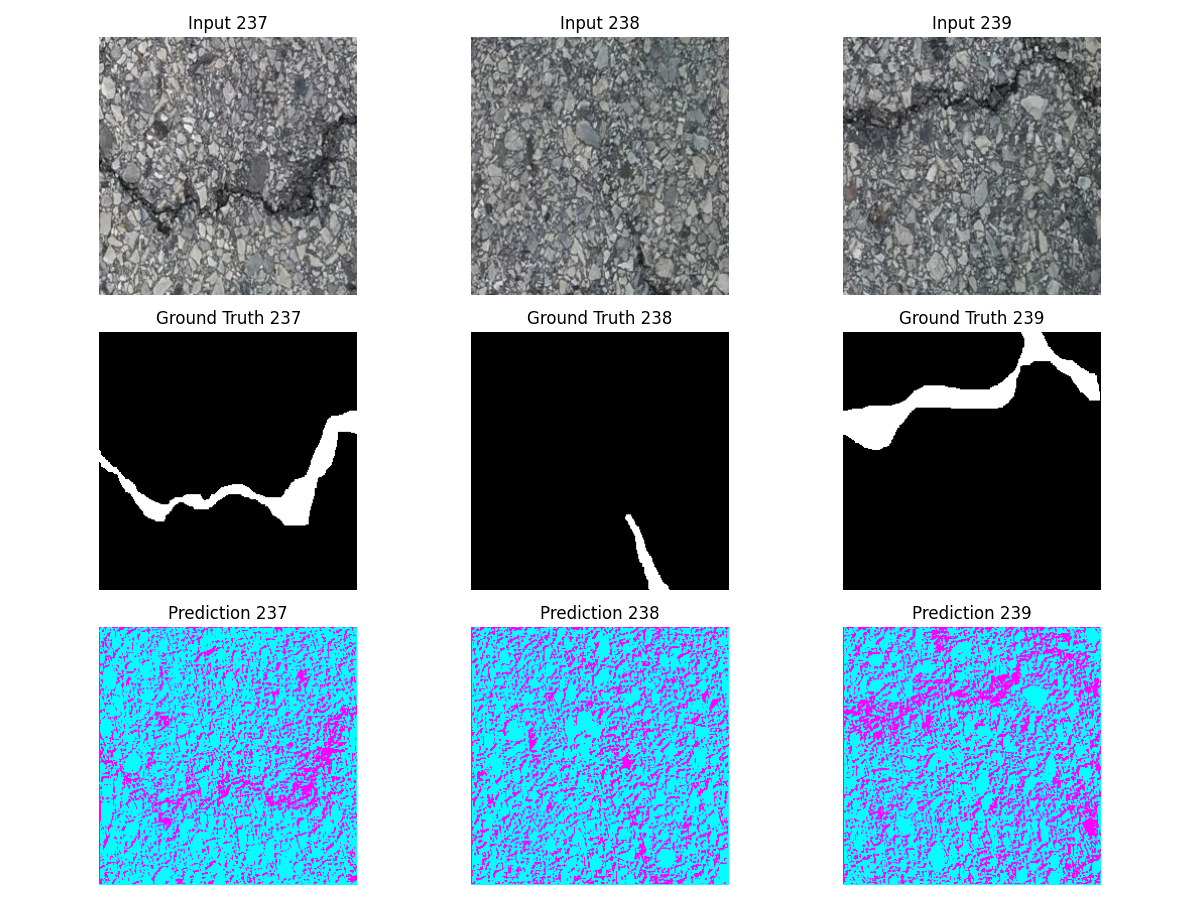 Input 237
Input 238
Input 239
Ground Truth 237
Ground Truth 238
Ground Truth 239
Prediction 237
Prediction 238
Prediction 239